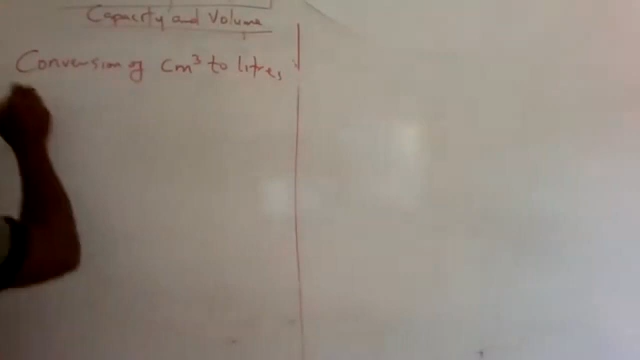 Capacity and Volume
Conversion of cm³ to litres